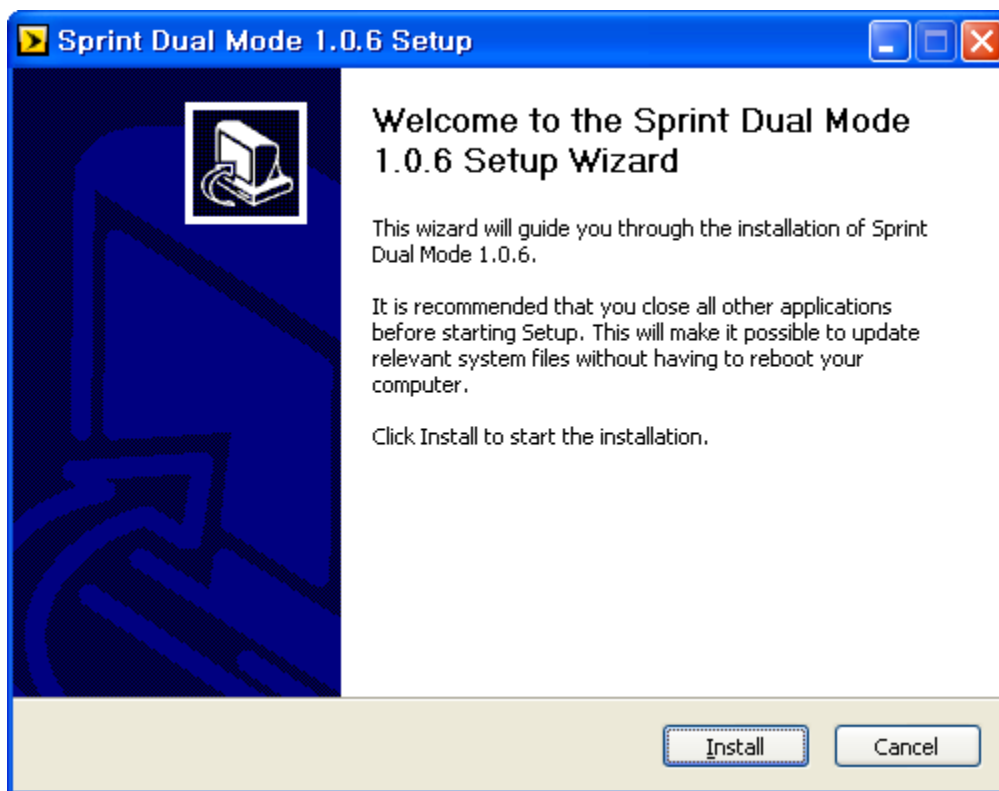 Sprint Dual Mode 1.0.6 Setup
Welcome to the Sprint Dual Mode
1.0.6 Setup Wizard
This wizard will guide you through the installation of Sprint
Dual Mode 1.0.6.
It is recommended that you close all other applications
before starting Setup. This will make it possible to update
relevant system files without having to reboot your
computer.
Click Install to start the installation.
Install
Cancel